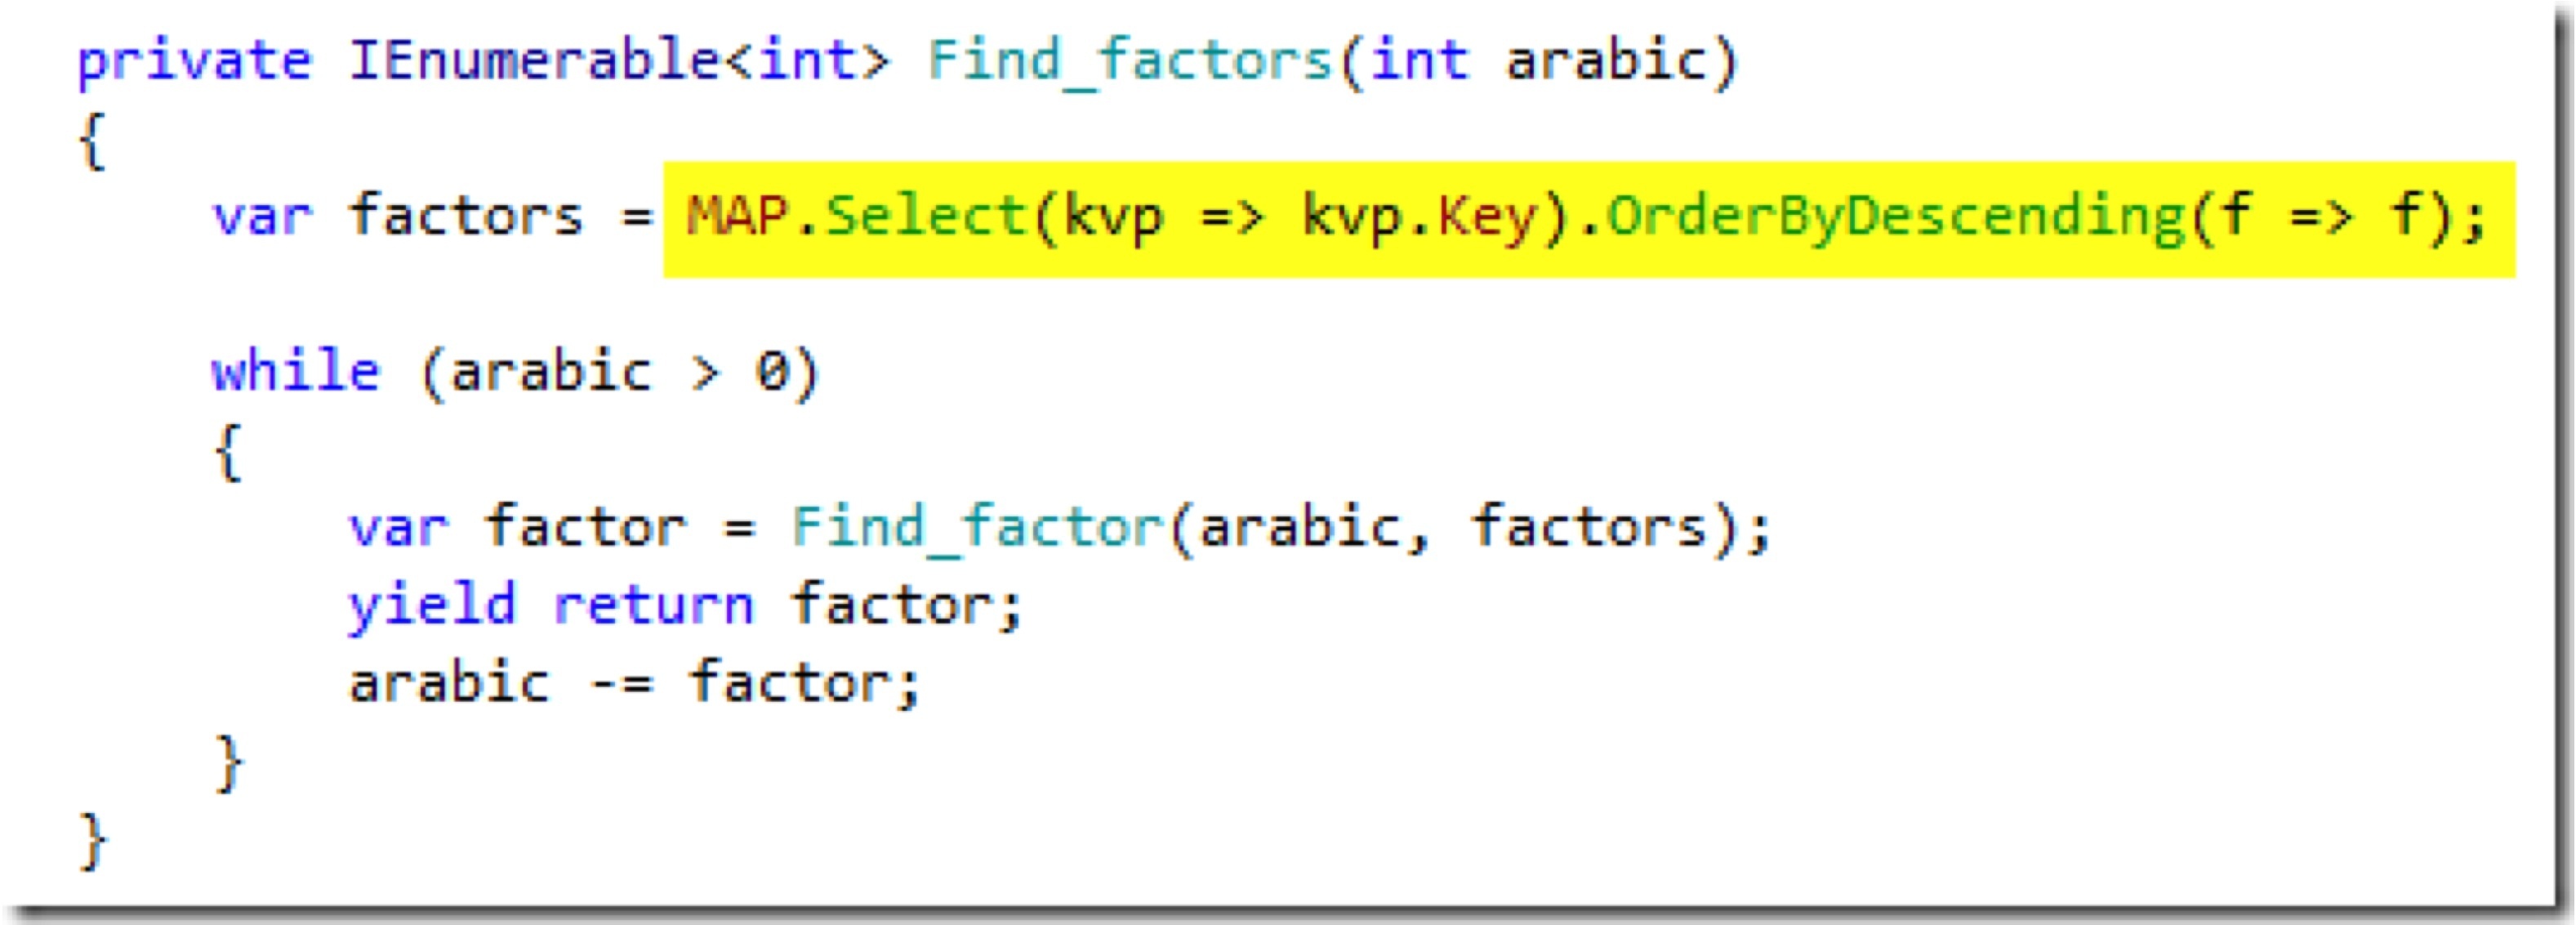 private IEnumerable<int> Find_factors(int arabic)
{
var factors = MAP.Select(kvp => kvp.Key).OrderByDescending(f => f);
while (arabic > 0)
{
var factor = Find_factor(arabic, factors);
yield return factor;
arabic -= factor;
}
}